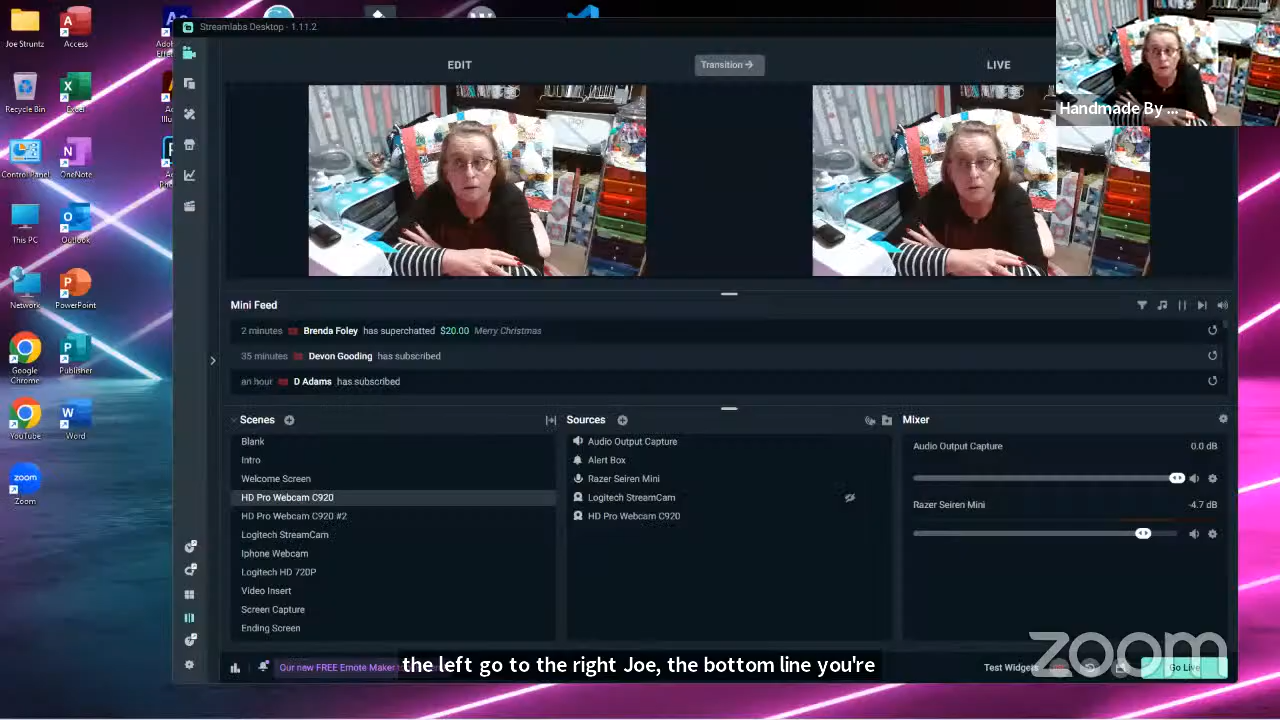 Joe Struntz
Access
Recycle Bin
Excel
Control Panel
OneNote
This PC
Outlook
Network
PowerPoint
Google Chrome
Publisher
YouTube
Word
zoom
Zoom
Streamlabs Desktop - 1.11.2
EDIT
Transition
LIVE
Handmade By ...
Mini Feed
2 minutes Brenda Foley has superchatted $20.00 Merry Christmas
35 minutes Devon Gooding has subscribed
an hour D Adams has subscribed
Scenes
Blank
Intro
Welcome Screen
HD Pro Webcam C920
HD Pro Webcam C920 #2
Logitech StreamCam
Iphone Webcam
Logitech HD 720P
Video Insert
Screen Capture
Ending Screen
Sources
Audio Output Capture
Alert Box
Razer Seiren Mini
Logitech StreamCam
HD Pro Webcam C920
Mixer
Audio Output Capture 0.0 dB
Razer Seiren Mini -4.7 dB
Our new FREE Emote Maker
the left go to the right Joe, the bottom line you're
Test Widgets
Go Live
zoom